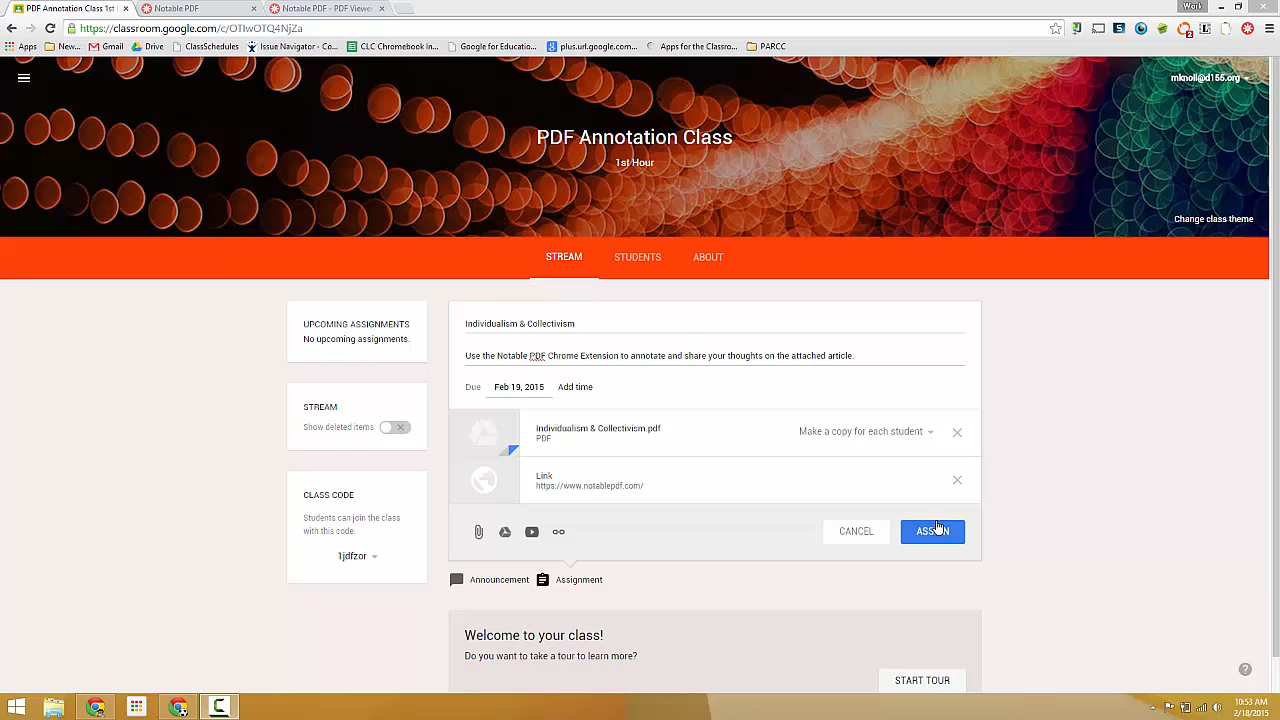 PDF Annotation Class 1st
Notable PDF
Notable PDF - PDF Viewer
Work
https://classroom.google.com/c/OTIwOTQ4NjZa
Apps
New...
Gmail
Drive
ClassSchedules
Issue Navigator - Co...
CLC Chromebook In...
Google for Educatio...
plus.url.google.com...
Apps for the Classro...
PARCC
mknoll@d155.org
PDF Annotation Class
1st Hour
Change class theme
STREAM
STUDENTS
ABOUT
UPCOMING ASSIGNMENTS
No upcoming assignments.
STREAM
Show deleted items
CLASS CODE
Students can join the class
with this code:
1jdfzor
Individualism & Collectivism
Use the Notable PDF Chrome Extension to annotate and share your thoughts on the attached article.
Due Feb 19, 2015 Add time
Individualism & Collectivism.pdf
PDF
Make a copy for each student
Link
https://www.notablepdf.com/
CANCEL
ASSIGN
Announcement
Assignment
Welcome to your class!
Do you want to take a tour to learn more?
START TOUR
10:53 AM
2/18/2015